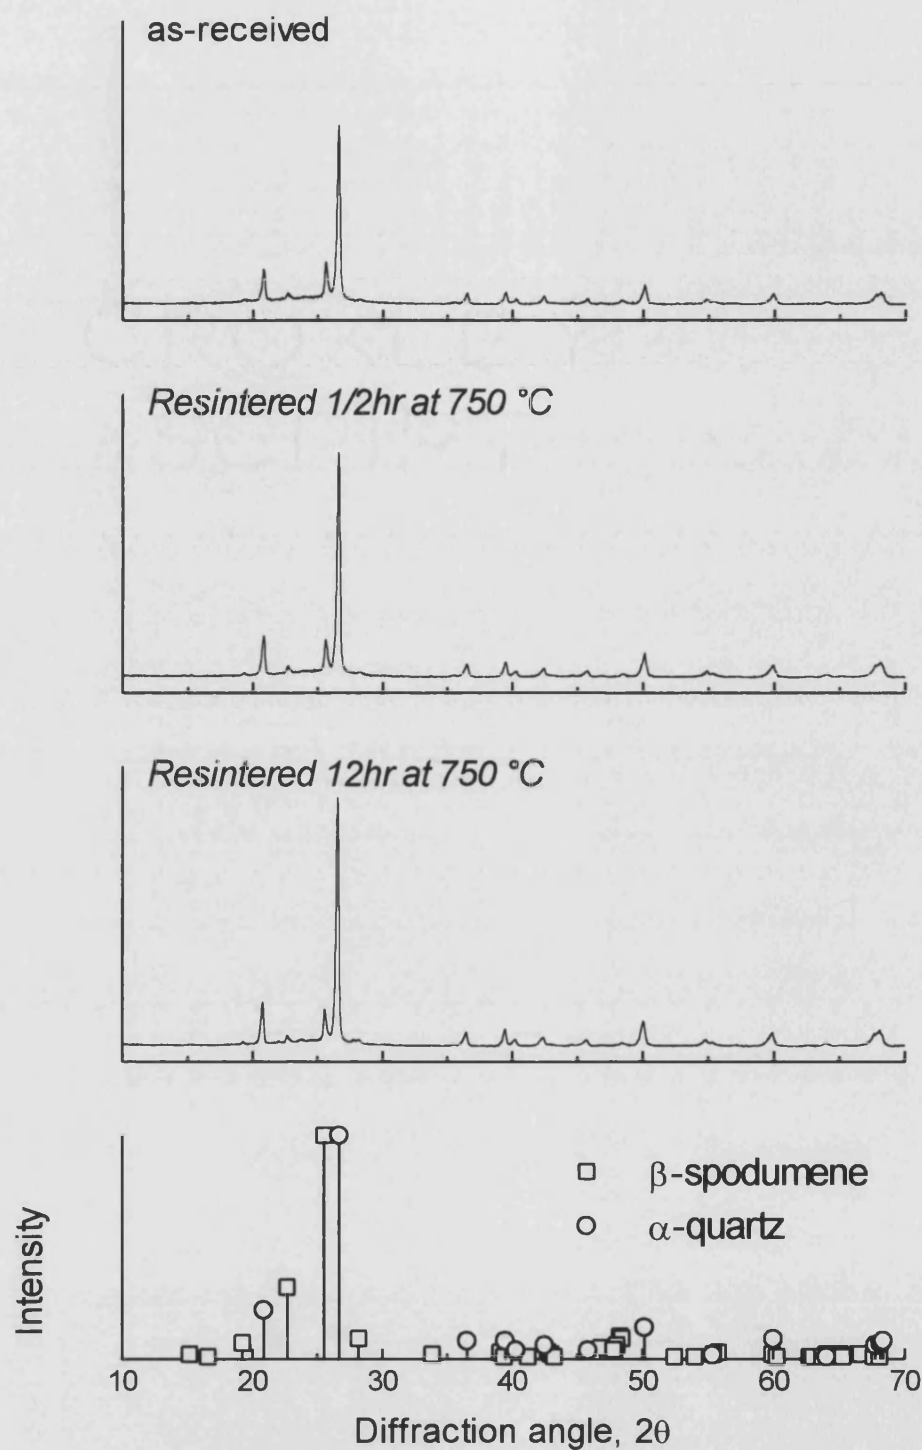 as-received
Resintered 1/2hr at 750 °C
Resintered 12hr at 750 °C
β-spodumene
α-quartz
Intensity
10 20 30 40 50 60 70
Diffraction angle, 2θ